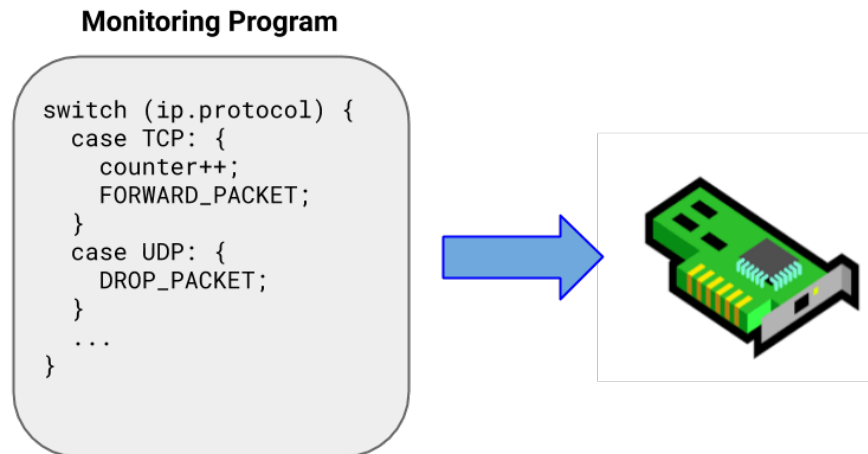 Monitoring Program
switch (ip.protocol) {
  case TCP: {
    counter++;
    FORWARD_PACKET;
  }
  case UDP: {
    DROP_PACKET;
  }
  ...
}